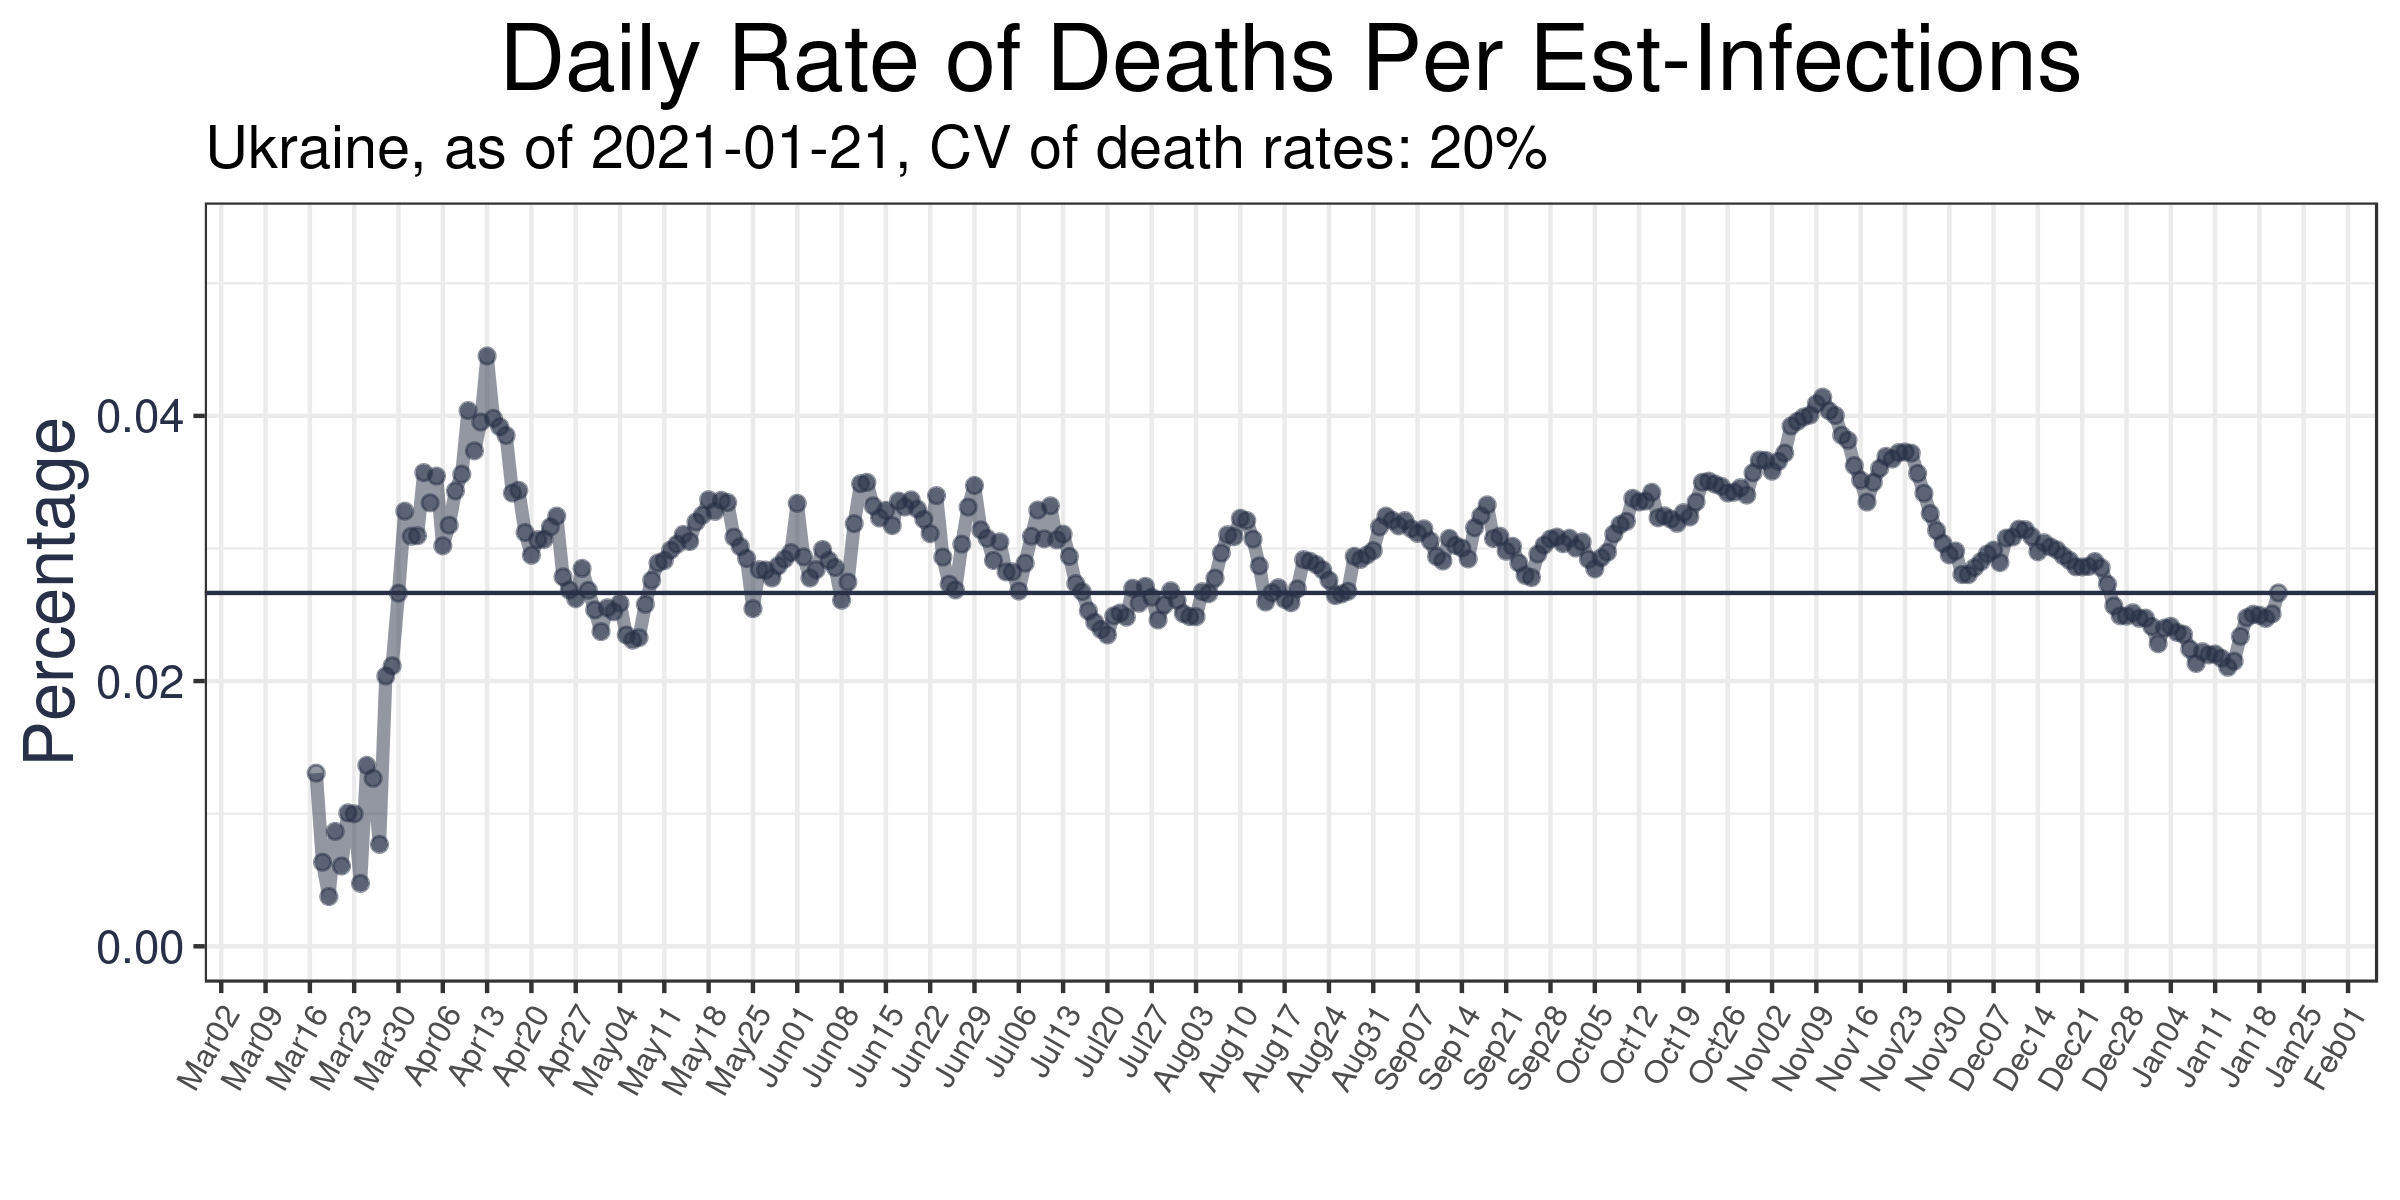 Daily Rate of Deaths Per Est-Infections
Ukraine, as of 2021-01-21, CV of death rates: 20%
Percentage
0.04
0.02
0.00
Mar02
Mar09
Mar16
Mar23
Mar30
Apr06
Apr13
Apr20
Apr27
May04
May11
May18
May25
Jun01
Jun08
Jun15
Jun22
Jun29
Jul06
Jul13
Jul20
Jul27
Aug03
Aug10
Aug17
Aug24
Aug31
Sep07
Sep14
Sep21
Sep28
Oct05
Oct12
Oct19
Oct26
Nov02
Nov09
Nov16
Nov23
Nov30
Dec07
Dec14
Dec21
Dec28
Jan04
Jan11
Jan18
Jan25
Feb01